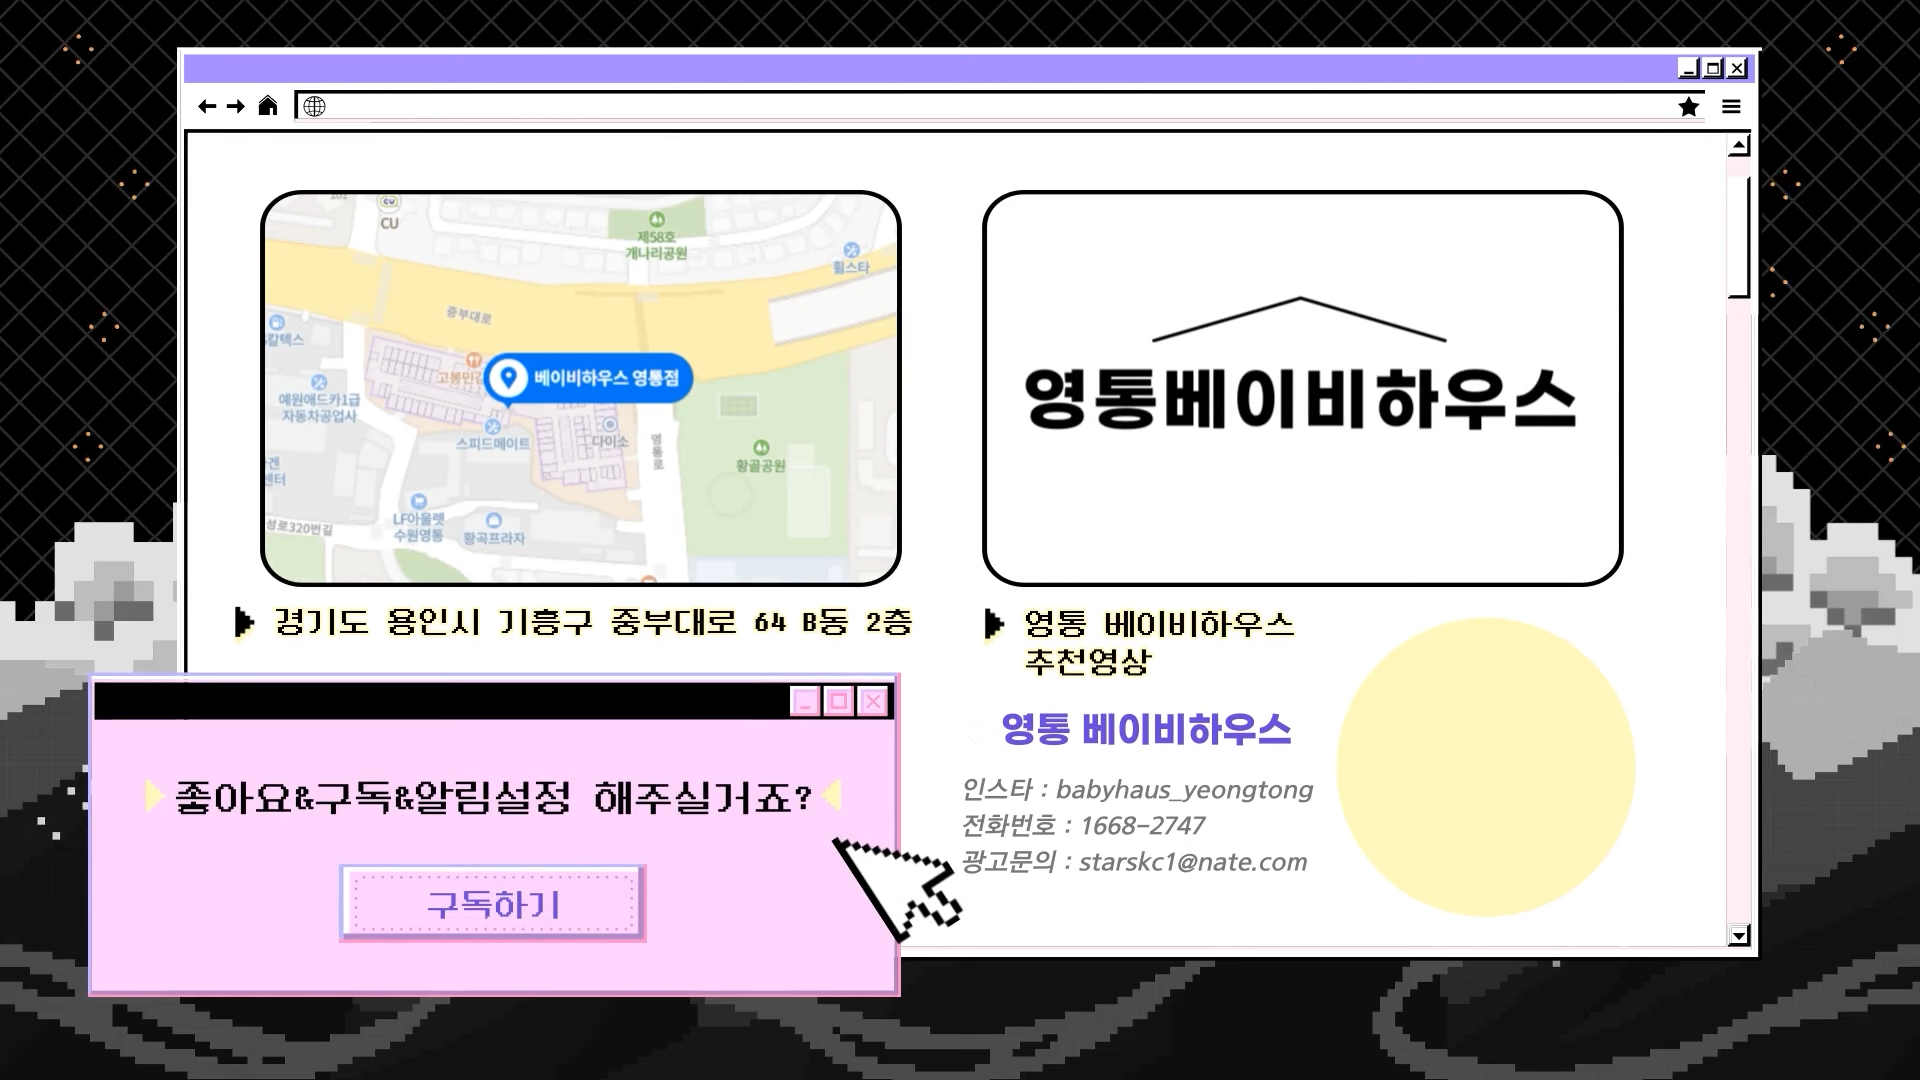 CU
CU
제58호
개나리공원
휠스타
중부대로
칼텍스
고봉민김
베이비하우스 영통점
예원애드카1급
자동차공업사
스피드메이트
다이소
영통로
황골공원
센터
LF아울렛
수원영통
황곡프라자
성로320번길
영통베이비하우스
경기도 용인시 기흥구 중부대로 64 B동 2층
영통 베이비하우스
추천영상
영통 베이비하우스
인스타 : babyhaus_yeongtong
전화번호 : 1668-2747
광고문의 : starskc1@nate.com
좋아요&구독&알림설정 해주실거죠?
구독하기